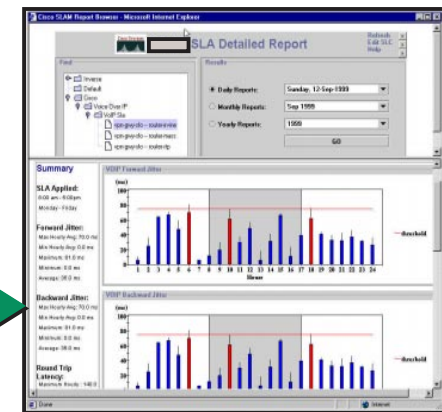 Cisco SLAM Report Browser - Microsoft Internet Explorer
Cisco Systems
SLA Detailed Report
Refresh
Edit SLC
Help
Find
Inverse
Default
Cisco
Voice Over IP
VoIP Sla
Results
Daily Reports:
Sunday, 12-Sep-1999
Monthly Reports:
Sep 1999
Yearly Reports:
1999
GO
Summary
SLA Applied:
8:00 am - 5:00pm
Monday - Friday
Forward Jitter:
Max Hourly Avg: 70.0 ms
Min Hourly Avg: 0.0 ms
Maximum: 81.0 ms
Minimum: 0.0 ms
Average: 38.0 ms
VOIP Forward Jitter
(ms)
100
80
60
40
20
0
1 2 3 4 5 6 7 8 9 10 11 12 13 14 15 16 17 18 19 20 21 22 23 24
Hours
threshold
Backward Jitter:
Max Hourly Avg: 70.0 ms
Min Hourly Avg: 0.0 ms
Maximum: 81.0 ms
Minimum: 0.0 ms
Average: 38.0 ms
Round Trip
Latency:
VOIP Backward Jitter
(ms)
100
80
60
40
20
threshold
Done
Internet